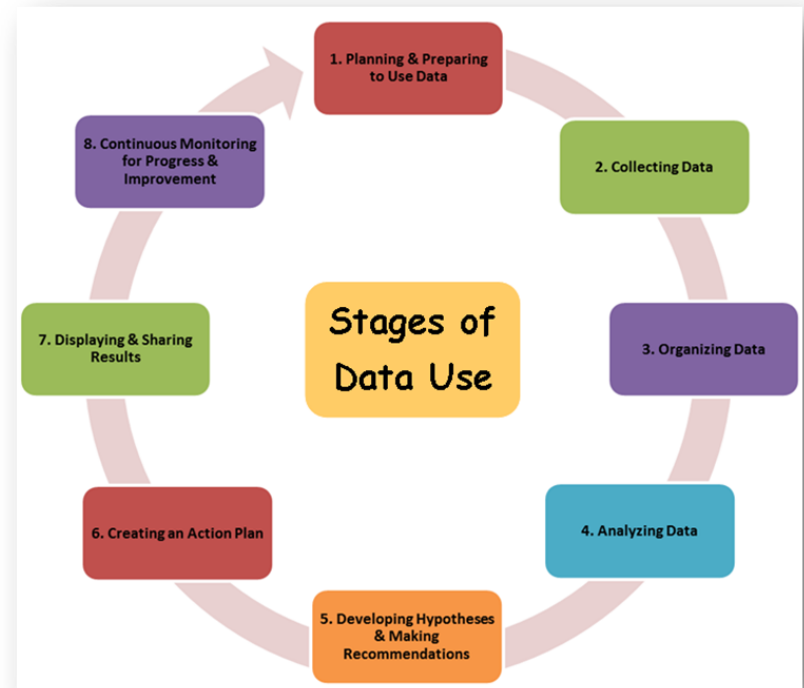 1. Planning & Preparing
to Use Data
2. Collecting Data
3. Organizing Data
4. Analyzing Data
5. Developing Hypotheses
& Making
Recommendations
6. Creating an Action Plan
7. Displaying & Sharing
Results
8. Continuous Monitoring
for Progress &
Improvement
Stages of
Data Use